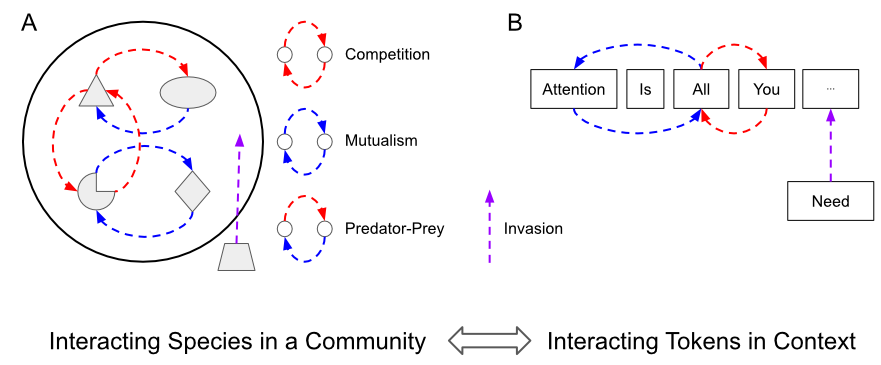 A
Competition
Mutualism
Predator-Prey
Invasion
B
Attention Is All You ...
Need
Interacting Species in a Community
Interacting Tokens in Context